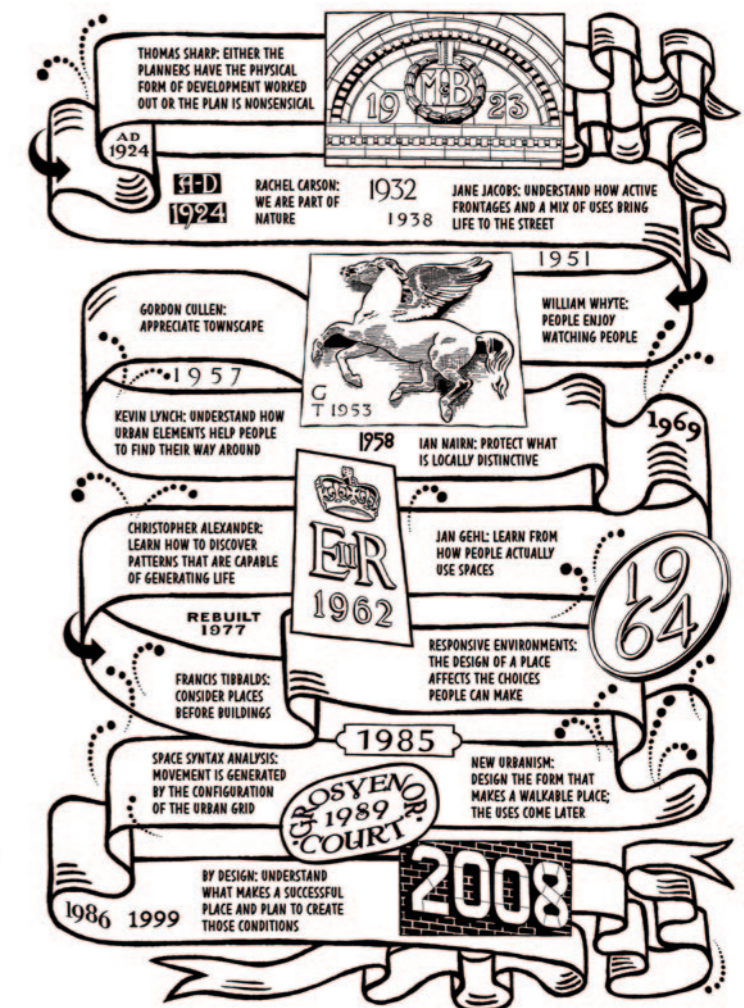 THOMAS SHARP: EITHER THE
PLANNERS HAVE THE PHYSICAL
FORM OF DEVELOPMENT WORKED
OUT OR THE PLAN IS NONSENSICAL
M&B
19 23
AD
1924
A-D
1924
RACHEL CARSON:
WE ARE PART OF
NATURE
1932
1938
JANE JACOBS: UNDERSTAND HOW ACTIVE
FRONTAGES AND A MIX OF USES BRING
LIFE TO THE STREET
1951
GORDON CULLEN:
APPRECIATE TOWNSCAPE
WILLIAM WHYTE:
PEOPLE ENJOY
WATCHING PEOPLE
1957
G
T 1953
KEVIN LYNCH: UNDERSTAND HOW
URBAN ELEMENTS HELP PEOPLE
TO FIND THEIR WAY AROUND
1958
IAN NAIRN: PROTECT WHAT
IS LOCALLY DISTINCTIVE
1969
CHRISTOPHER ALEXANDER:
LEARN HOW TO DISCOVER
PATTERNS THAT ARE CAPABLE
OF GENERATING LIFE
EIIR
1962
JAN GEHL: LEARN FROM
HOW PEOPLE ACTUALLY
USE SPACES
19
64
REBUILT
1977
RESPONSIVE ENVIRONMENTS:
THE DESIGN OF A PLACE
AFFECTS THE CHOICES
PEOPLE CAN MAKE
FRANCIS TIBBALDS:
CONSIDER PLACES
BEFORE BUILDINGS
1985
SPACE SYNTAX ANALYSIS:
MOVEMENT IS GENERATED
BY THE CONFIGURATION
OF THE URBAN GRID
GROSVENOR
1989
COURT
NEW URBANISM:
DESIGN THE FORM THAT
MAKES A WALKABLE PLACE;
THE USES COME LATER
1986 1999
BY DESIGN: UNDERSTAND
WHAT MAKES A SUCCESSFUL
PLACE AND PLAN TO CREATE
THOSE CONDITIONS
2008